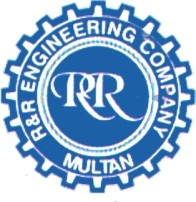 R&R ENGINEERING COMPANY
RR
MULTAN